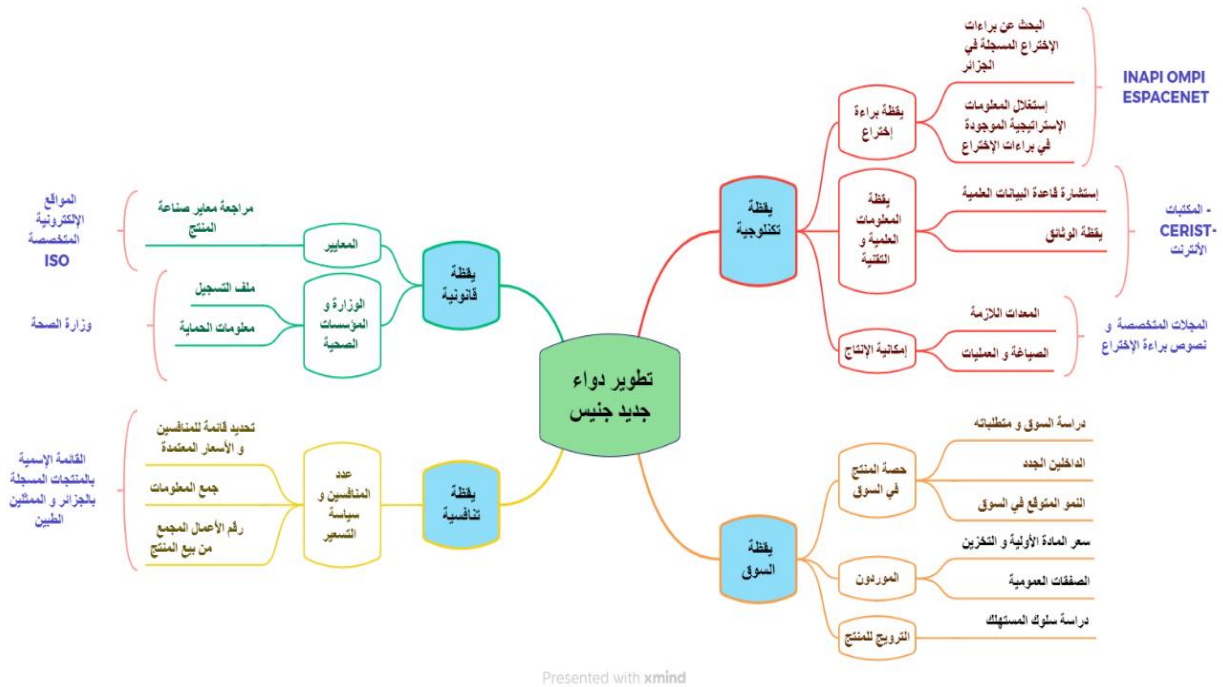 تطوير دواء
جديد جنيس
يقظة
تكنلوجية
يقظة براءة
إختراع
البحث عن براءات
الإختراع المسجلة في
الجزائر
إستغلال المعلومات
الإستراتيجية الموجودة
في براءات الإختراع
INAPI OMPI
ESPACENET
يقظة
المعلومات
العلمية و
التقنية
إستشارة قاعدة البيانات العلمية
يقظة الوثائق
المكتبات -
CERIST-
الأنترنت
إمكانية الإنتاج
المعدات اللازمة
الصياغة و العمليات
المجلات المتخصصة و
نصوص براءة الإختراع
يقظة
السوق
حصة المنتج
في السوق
دراسة السوق و متطلباته
الداخلين الجدد
النمو المتوقع في السوق
الموردون
سعر المادة الأولية و التخزين
الصفقات العمومية
الترويج للمنتج
دراسة سلوك المستهلك
يقظة
قانونية
المعايير
مراجعة معاير صناعة
المنتج
المواقع
الإلكترونية
المتخصصة
ISO
الوزارة و
المؤسسات
الصحية
ملف التسجيل
معلومات الحماية
وزارة الصحة
يقظة
تنافسية
عدد
المنافسين و
سياسة
التسعير
تحديد قائمة للمنافسين
و الأسعار المعتمدة
جمع المعلومات
رقم الأعمال المجمع
من بيع المنتج
القائمة الإسمية
بالمنتجات المسجلة
بالجزائر و الممثلين
الطبين
Presented with xmind